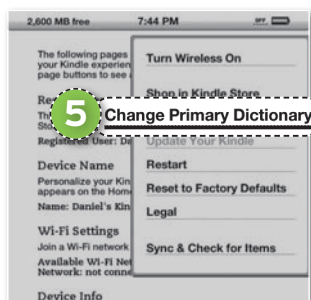 2,600 MB free 7:44 PM OFF
The following pages
your Kindle experien
page buttons to see
Turn Wireless On
Shop in Kindle Store
5 Change Primary Dictionary
Registered User: Da
Update Your Kindle
Device Name
Restart
Personalize your Kin
appears on the Hom
Reset to Factory Defaults
Name: Daniel's Kin
Legal
Wi-Fi Settings
Join a Wi-Fi network
Sync & Check for Items
Available Wi-Fi Net
Network: not conne
Device Info